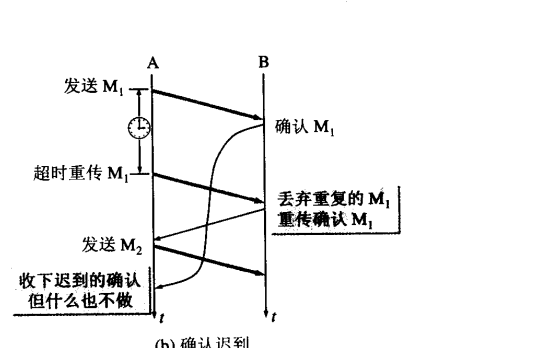 A
B
发送 M1
确认 M1
超时重传 M1
丢弃重复的 M1
重传确认 M1
发送 M2
收下迟到的确认
但什么也不做
t
t
(b) 确认迟到